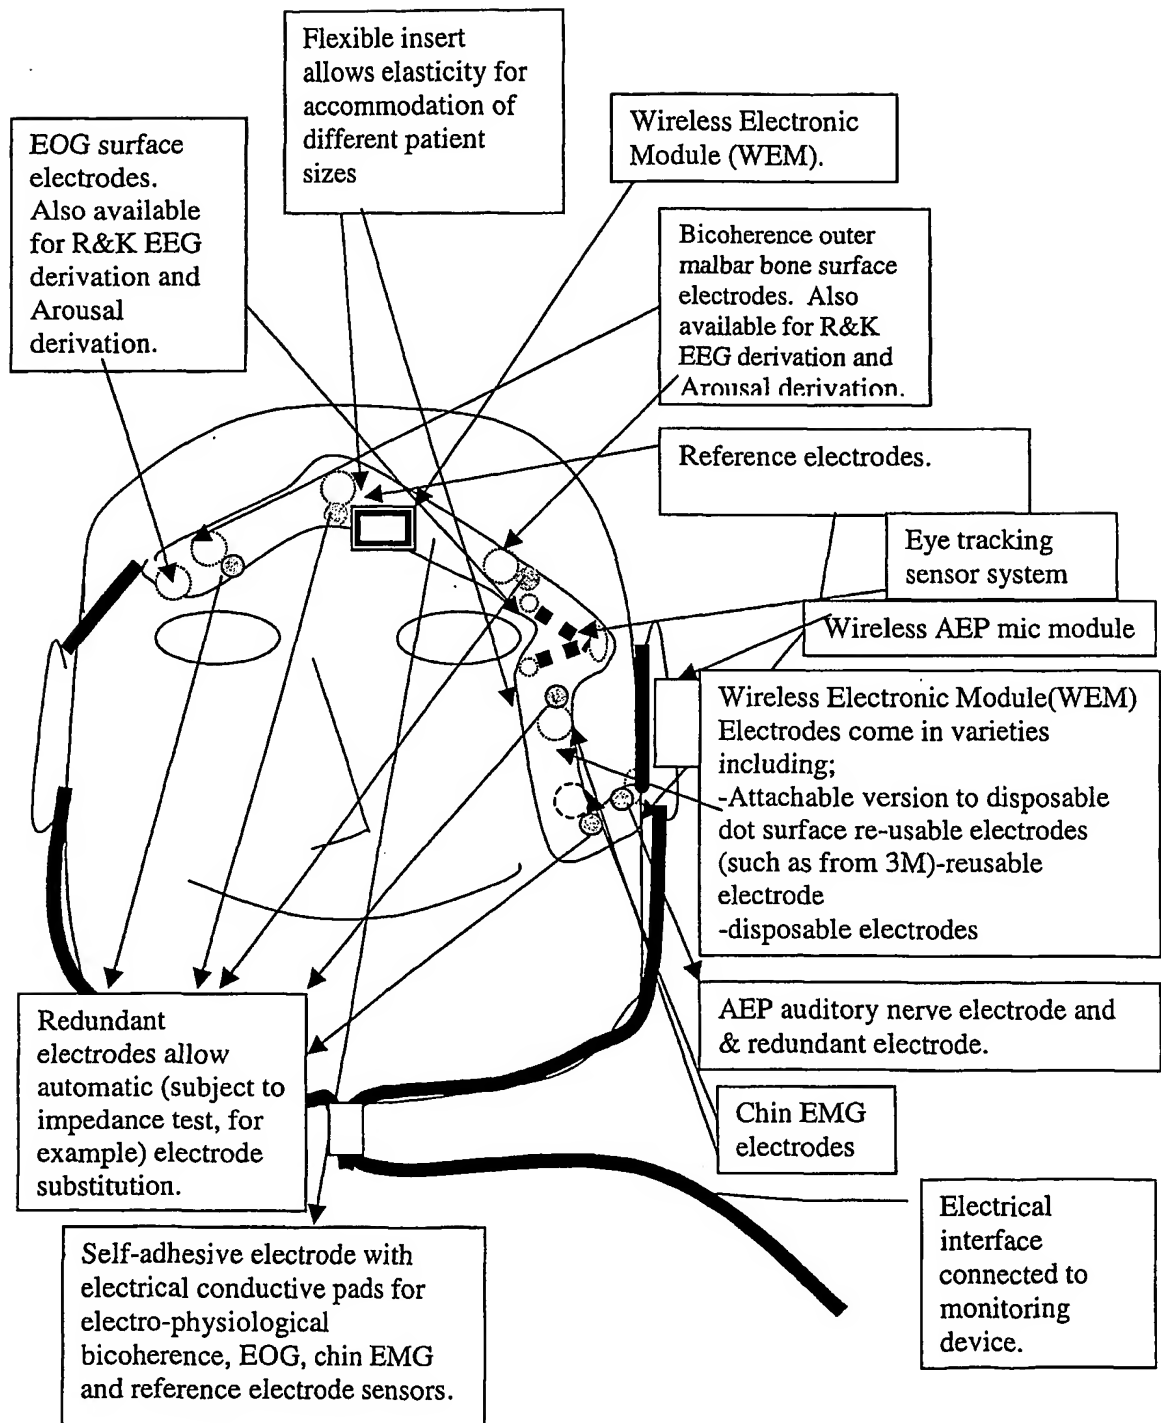 Flexible insert
allows elasticity for
accommodation of
different patient
sizes
Wireless Electronic
Module (WEM).
EOG surface
electrodes.
Also available
for R&K EEG
derivation and
Arousal
derivation.
Bicoherence outer
malbar bone surface
electrodes. Also
available for R&K
EEG derivation and
Arousal derivation.
Reference electrodes.
Eye tracking
sensor system
Wireless AEP mic module
Wireless Electronic Module(WEM)
Electrodes come in varieties
including;
-Attachable version to disposable
dot surface re-usable electrodes
(such as from 3M)-reusable
electrode
-disposable electrodes
AEP auditory nerve electrode and
& redundant electrode.
Redundant
electrodes allow
automatic (subject to
impedance test, for
example) electrode
substitution.
Chin EMG
electrodes
Electrical
interface
connected to
monitoring
device.
Self-adhesive electrode with
electrical conductive pads for
electro-physiological
bicoherence, EOG, chin EMG
and reference electrode sensors.